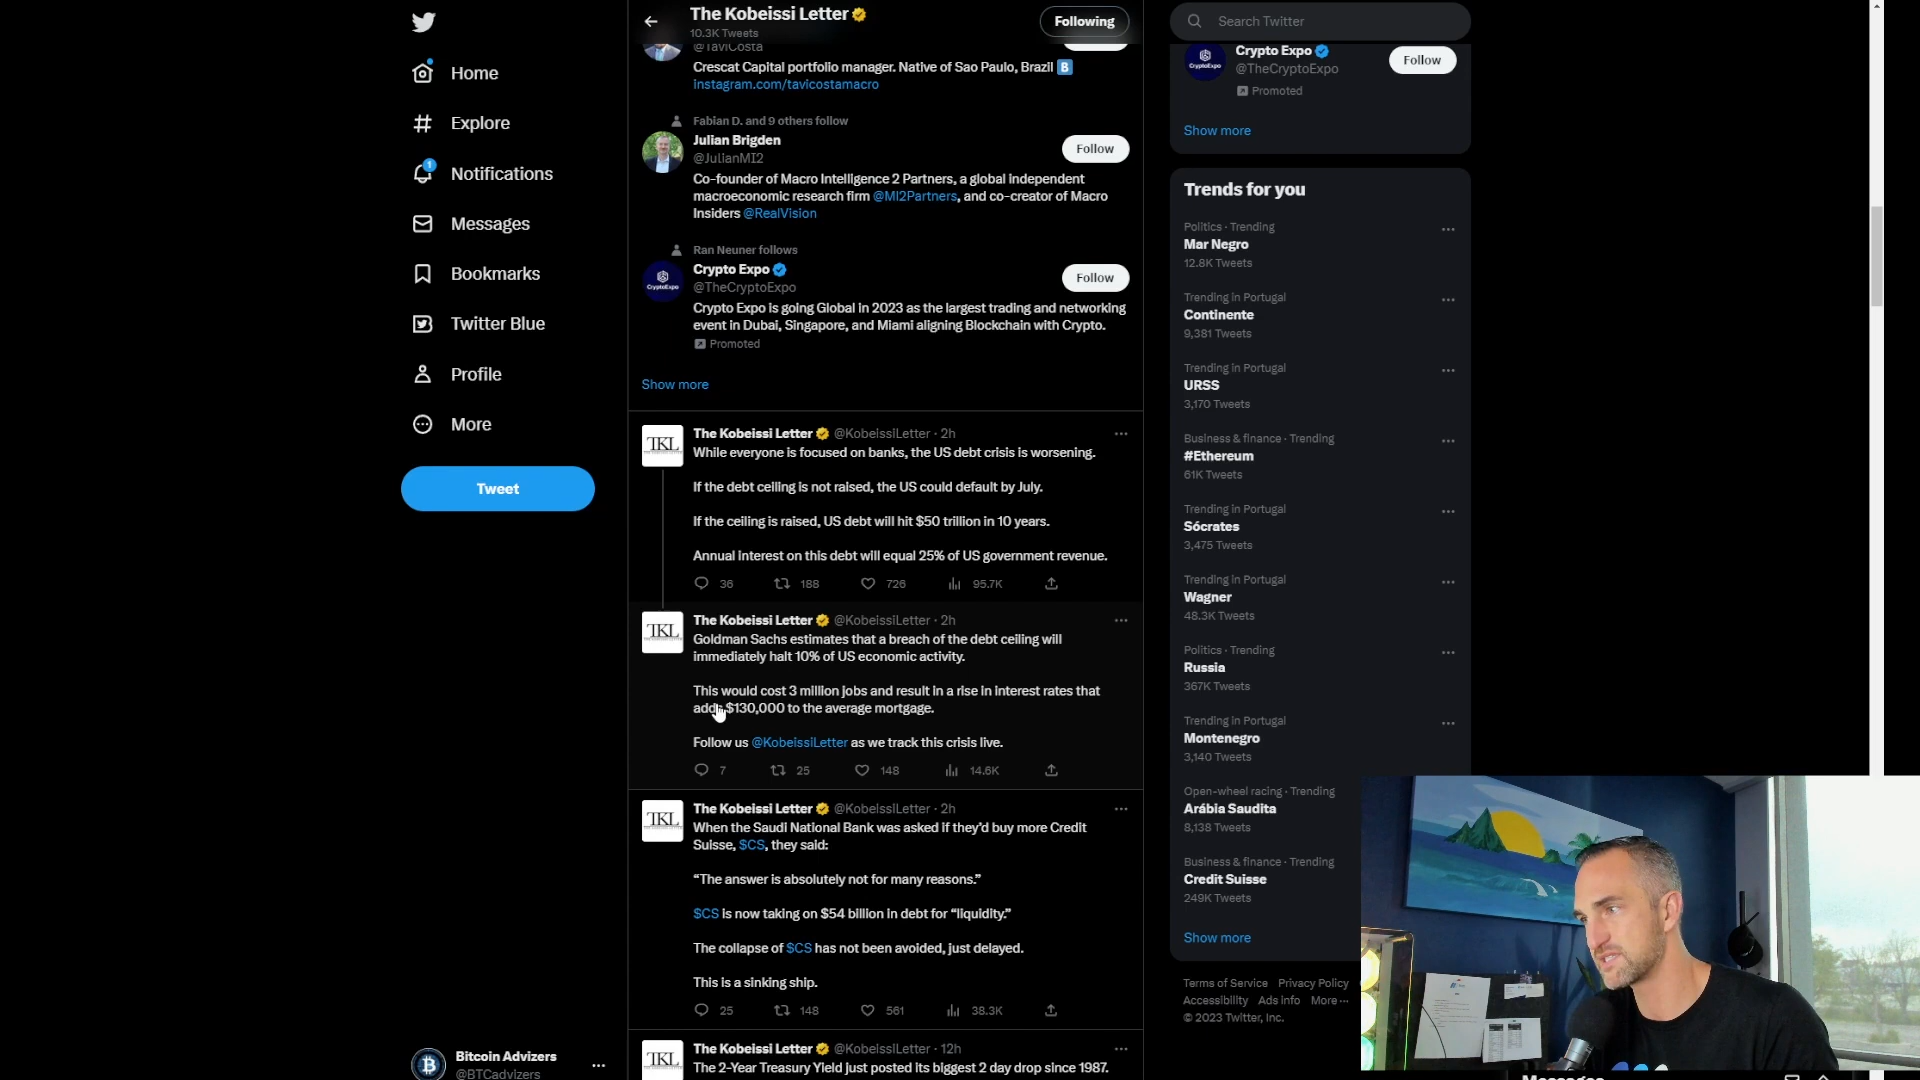 Home
Explore
1
Notifications
Messages
Bookmarks
Twitter Blue
Profile
More
Tweet
Bitcoin Advizers
@BTCadvizers
The Kobeissi Letter
10.3K Tweets
Following
@TaviCosta
Crescat Capital portfolio manager. Native of Sao Paulo, Brazil B
instagram.com/tavicostamacro
Fabian D. and 9 others follow
Julian Brigden
@JulianMI2
Follow
Co-founder of Macro Intelligence 2 Partners, a global independent
macroeconomic research firm @MI2Partners, and co-creator of Macro
Insiders @RealVision
Ran Neuner follows
CryptoExpo
Crypto Expo
@TheCryptoExpo
Follow
Crypto Expo is going Global in 2023 as the largest trading and networking
event in Dubai, Singapore, and Miami aligning Blockchain with Crypto.
Promoted
Show more
TKL
The Kobeissi Letter @KobeissiLetter · 2h
While everyone is focused on banks, the US debt crisis is worsening.
If the debt ceiling is not raised, the US could default by July.
If the ceiling is raised, US debt will hit $50 trillion in 10 years.
Annual interest on this debt will equal 25% of US government revenue.
36 188 726 95.7K
TKL
The Kobeissi Letter @KobeissiLetter · 2h
Goldman Sachs estimates that a breach of the debt ceiling will
immediately halt 10% of US economic activity.
This would cost 3 million jobs and result in a rise in interest rates that
adds $130,000 to the average mortgage.
Follow us @KobeissiLetter as we track this crisis live.
7 25 148 14.6K
TKL
The Kobeissi Letter @KobeissiLetter · 2h
When the Saudi National Bank was asked if they'd buy more Credit
Suisse, $CS, they said:
“The answer is absolutely not for many reasons.”
$CS is now taking on $54 billion in debt for “liquidity.”
The collapse of $CS has not been avoided, just delayed.
This is a sinking ship.
25 148 561 38.3K
TKL
The Kobeissi Letter @KobeissiLetter · 12h
The 2-Year Treasury Yield just posted its biggest 2 day drop since 1987.
Search Twitter
CryptoExpo
Crypto Expo
@TheCryptoExpo
Follow
Promoted
Show more
Trends for you
Politics · Trending
Mar Negro
12.8K Tweets
Trending in Portugal
Continente
9,381 Tweets
Trending in Portugal
URSS
3,170 Tweets
Business & finance · Trending
#Ethereum
61K Tweets
Trending in Portugal
Sócrates
3,475 Tweets
Trending in Portugal
Wagner
48.3K Tweets
Politics · Trending
Russia
367K Tweets
Trending in Portugal
Montenegro
3,140 Tweets
Open-wheel racing · Trending
Arábia Saudita
8,138 Tweets
Business & finance · Trending
Credit Suisse
249K Tweets
Show more
Terms of Service Privacy Policy
Accessibility Ads info More
© 2023 Twitter, Inc.
Messages